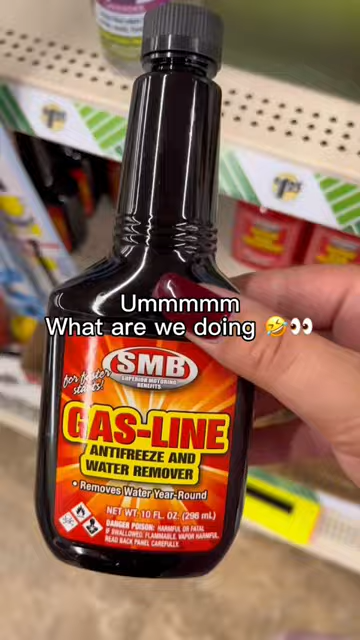 Ummmmm
What are we doing 🤣👀
for faster
starts!
SMB
SUPERIOR MOTORING
BENEFITS
GAS-LINE
ANTIFREEZE AND
WATER REMOVER
• Removes Water Year-Round
NET WT. 10 FL. OZ. (296 mL)
DANGER POISON: HARMFUL OR FATAL
IF SWALLOWED. FLAMMABLE. VAPOR HARMFUL.
READ BACK PANEL CAREFULLY.